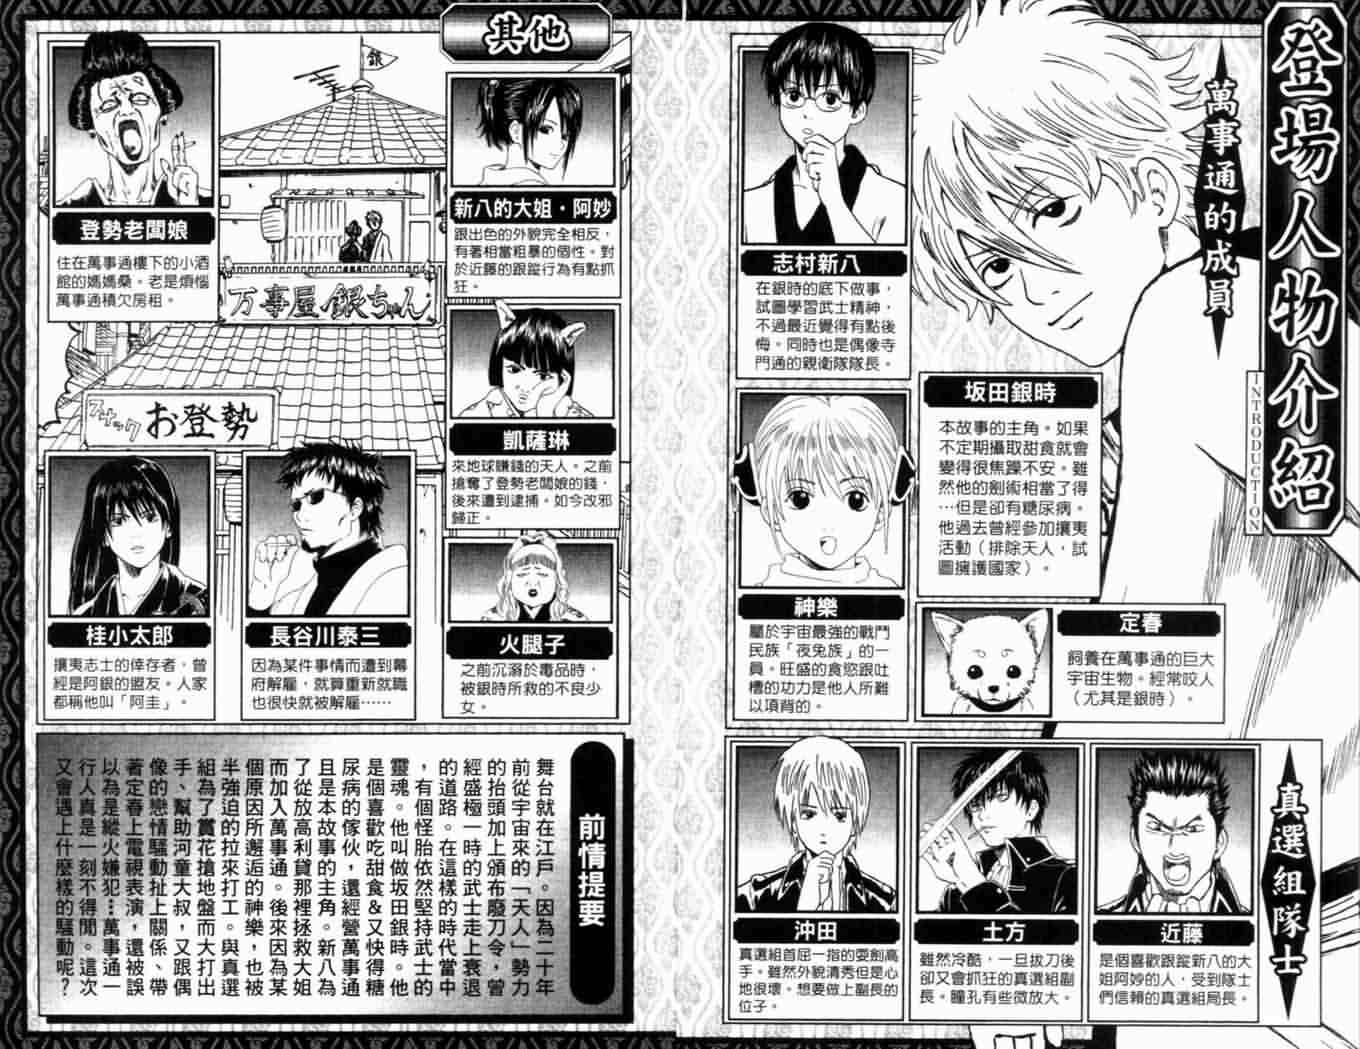 登場人物介紹
INTRODUCTION
萬事通的成員
坂田銀時
本故事的主角。如果
不定期攝取甜食就會
變得很焦躁不安。雖
然他的劍術相當了得
…但是卻有糖尿病。
他過去曾經參加攘夷
活動（排除天人，試
圖擁護國家）。
志村新八
在銀時的底下做事，
試圖學習武士精神，
不過最近覺得有點後
悔。同時也是偶像寺
門通的親衛隊隊長。
神樂
屬於宇宙最強的戰鬥
民族「夜兔族」的一
員。旺盛的食慾跟吐
槽的功力是他人所難
以項背的。
定春
飼養在萬事通的巨大
宇宙生物。經常咬人
（尤其是銀時）。
真選組隊士
近藤
是個喜歡跟蹤新八的大
姐阿妙的人，受到隊士
們信賴的真選組局長。
土方
雖然冷酷，一旦拔刀後
卻又會抓狂的真選組副
長。瞳孔有些微放大。
沖田
真選組首屈一指的耍劍高
手。雖然外貌清秀但是心
地很壞。想要做上副長的
位子。
其他
新八的大姐・阿妙
跟出色的外貌完全相反，
有著相當粗暴的個性。對
於近藤的跟蹤行為有點抓
狂。
凱薩琳
來地球賺錢的天人。之前
搶奪了登勢老闆娘的錢，
後來遭到逮捕。如今改邪
歸正。
火腿子
之前沉溺於毒品時，
被銀時所救的不良少
女。
登勢老闆娘
住在萬事通樓下的小酒
館的媽媽桑。老是煩惱
萬事通積欠房租。
銀
万事屋銀ちゃん
スナック お登勢
長谷川泰三
因為某件事情而遭到幕
府解雇，就算重新就職
也很快就被解雇……
桂小太郎
攘夷志士的倖存者。曾
經是阿銀的盟友。人家
都稱他叫「阿圭」。
前情提要
舞台就在江戶。因為二十年
前從宇宙來的「天人」勢力
的抬頭加上頒布廢刀令，曾
經盛極一時的武士走上衰退
的道路。在這樣的時代當中
，有個怪胎依然堅持武士的
靈魂。他叫做坂田銀時。他
是個喜歡吃甜食＆又快得糖
尿病的傢伙，還經營萬事通
且是本故事的主角。新八為
了從放高利貸那裡拯救大姐
而加入萬事通。後來因為某
個原因所邂逅的神樂，也被
半強迫的拉來打工。與真選
組為了賞花搶地盤而大打出
手、幫助河童大叔，又跟偶
像的戀情騷動扯上關係、帶
著定春上電視表演，還被誤
以為是縱火嫌犯…萬事通一
行人真是一刻不得閒。這次
又會遇上什麼樣的騷動呢？